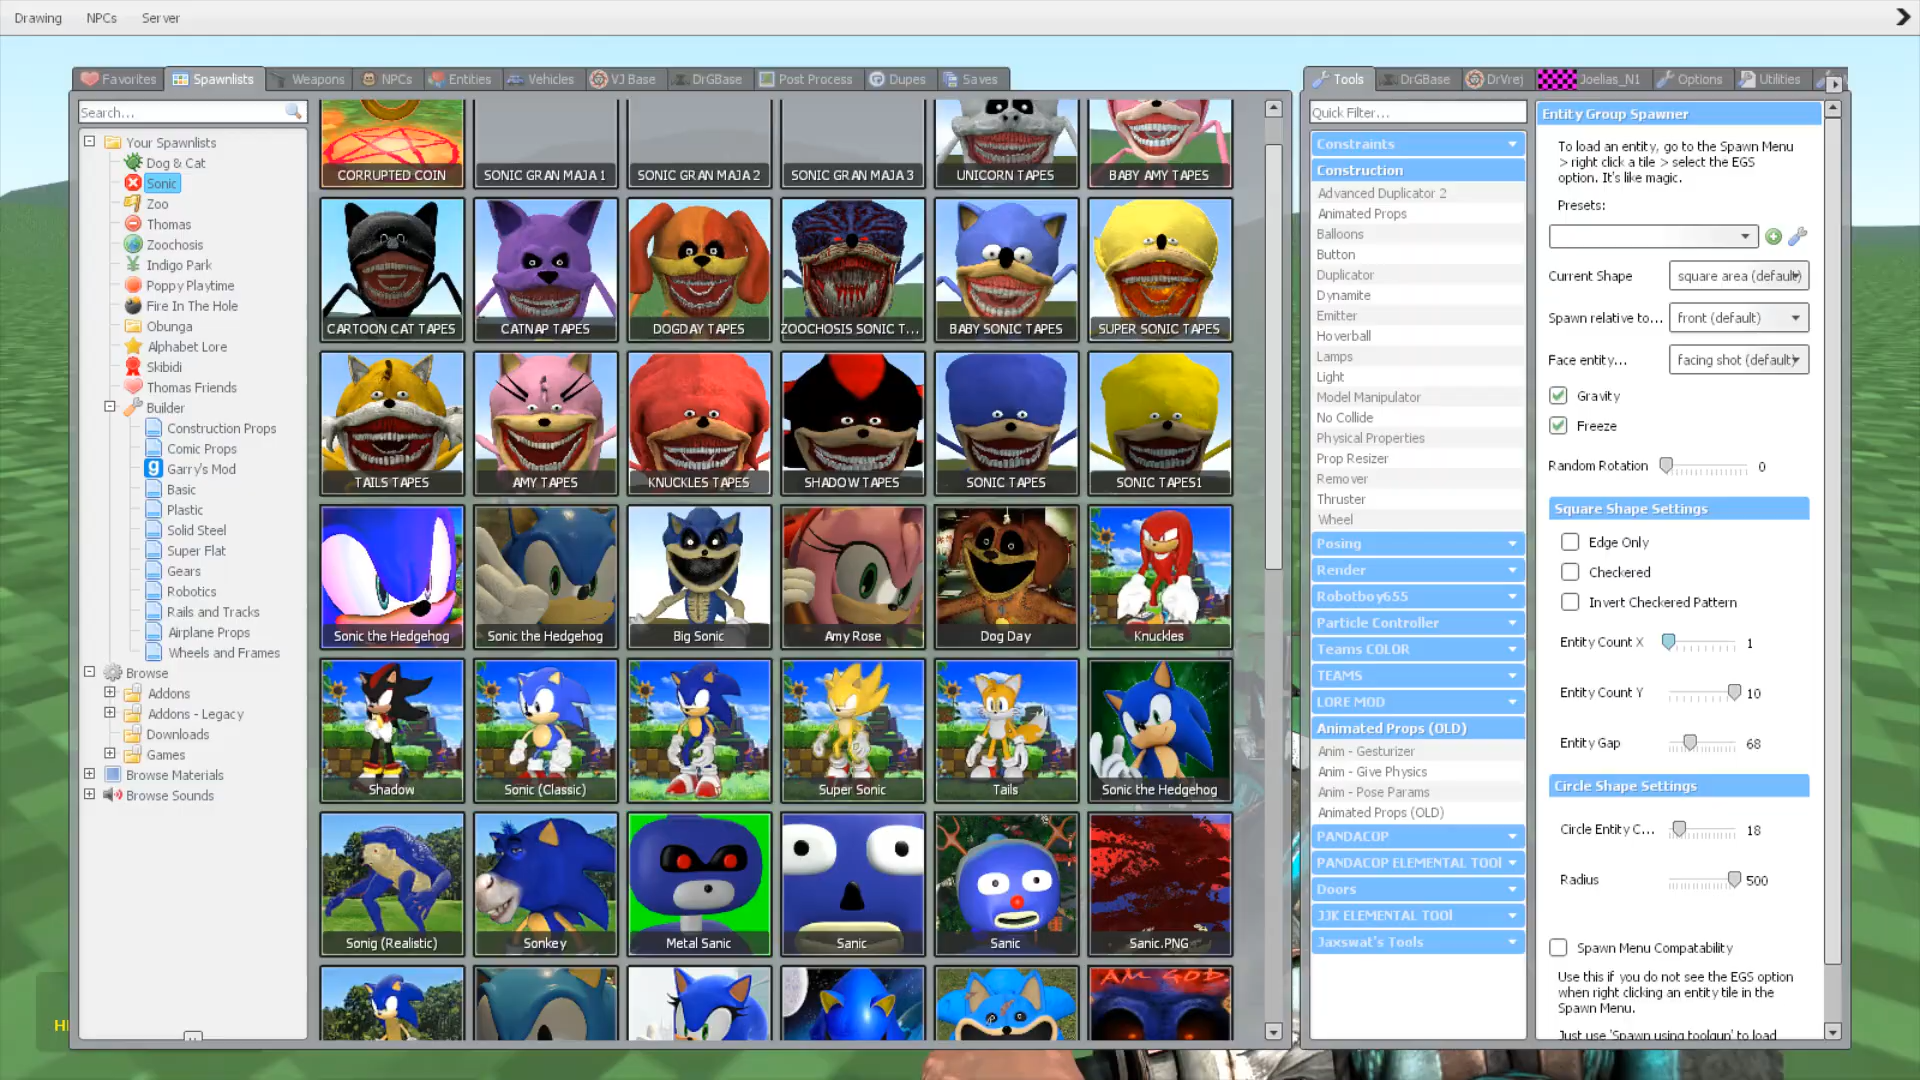 Drawing NPCs Server
Favorites Spawnlists Weapons NPCs Entities Vehicles VJ Base DrGBase Post Process Dupes Saves
Tools DrGBase DrVrej Joelias_N1 Options Utilities
Search...
Your Spawnlists
Dog & Cat
Sonic
Zoo
Thomas
Zoochosis
Indigo Park
Poppy Playtime
Fire In The Hole
Obunga
Alphabet Lore
Skibidi
Thomas Friends
Builder
Construction Props
Comic Props
Garry's Mod
Basic
Plastic
Solid Steel
Super Flat
Gears
Robotics
Rails and Tracks
Airplane Props
Wheels and Frames
Browse
Addons
Addons - Legacy
Downloads
Games
Browse Materials
Browse Sounds
CORRUPTED COIN SONIC GRAN MAJA 1 SONIC GRAN MAJA 2 SONIC GRAN MAJA 3 UNICORN TAPES BABY AMY TAPES
CARTOON CAT TAPES CATNAP TAPES DOGDAY TAPES ZOOCHOSIS SONIC T... BABY SONIC TAPES SUPER SONIC TAPES
TAILS TAPES AMY TAPES KNUCKLES TAPES SHADOW TAPES SONIC TAPES SONIC TAPES1
Sonic the Hedgehog Sonic the Hedgehog Big Sonic Amy Rose Dog Day Knuckles
Shadow Sonic (Classic) Super Sonic Tails Sonic the Hedgehog
Sonig (Realistic) Sonkey Metal Sanic Sanic Sanic Sanic.PNG
AM GOD
Quick Filter...
Constraints
Construction
Advanced Duplicator 2
Animated Props
Balloons
Button
Duplicator
Dynamite
Emitter
Hoverball
Lamps
Light
Model Manipulator
No Collide
Physical Properties
Prop Resizer
Remover
Thruster
Wheel
Posing
Render
Robotboy655
Particle Controller
Teams COLOR
TEAMS
LORE MOD
Animated Props (OLD)
Anim - Gesturizer
Anim - Give Physics
Anim - Pose Params
Animated Props (OLD)
PANDACOP
PANDACOP ELEMENTAL TOOl
Doors
JJK ELEMENTAL TOOl
Jaxswat's Tools
Entity Group Spawner
To load an entity, go to the Spawn Menu
> right click a tile > select the EGS
option. It's like magic.
Presets:
Current Shape square area (default)
Spawn relative to... front (default)
Face entity... facing shot (default)
Gravity
Freeze
Random Rotation 0
Square Shape Settings
Edge Only
Checkered
Invert Checkered Pattern
Entity Count X 1
Entity Count Y 10
Entity Gap 68
Circle Shape Settings
Circle Entity C... 18
Radius 500
Spawn Menu Compatability
Use this if you do not see the EGS option
when right clicking an entity tile in the
Spawn Menu.
Just use 'Spawn using toolgun' to load